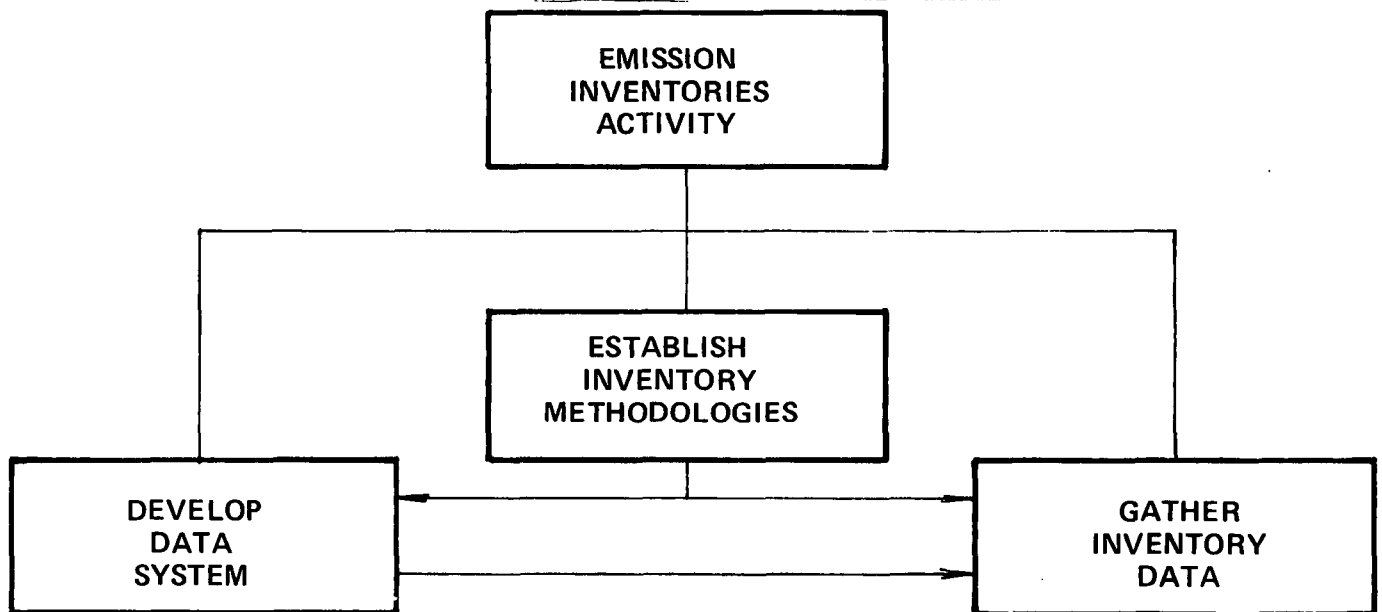 EMISSION
INVENTORIES
ACTIVITY
ESTABLISH
INVENTORY
METHODOLOGIES
DEVELOP
DATA
SYSTEM
GATHER
INVENTORY
DATA